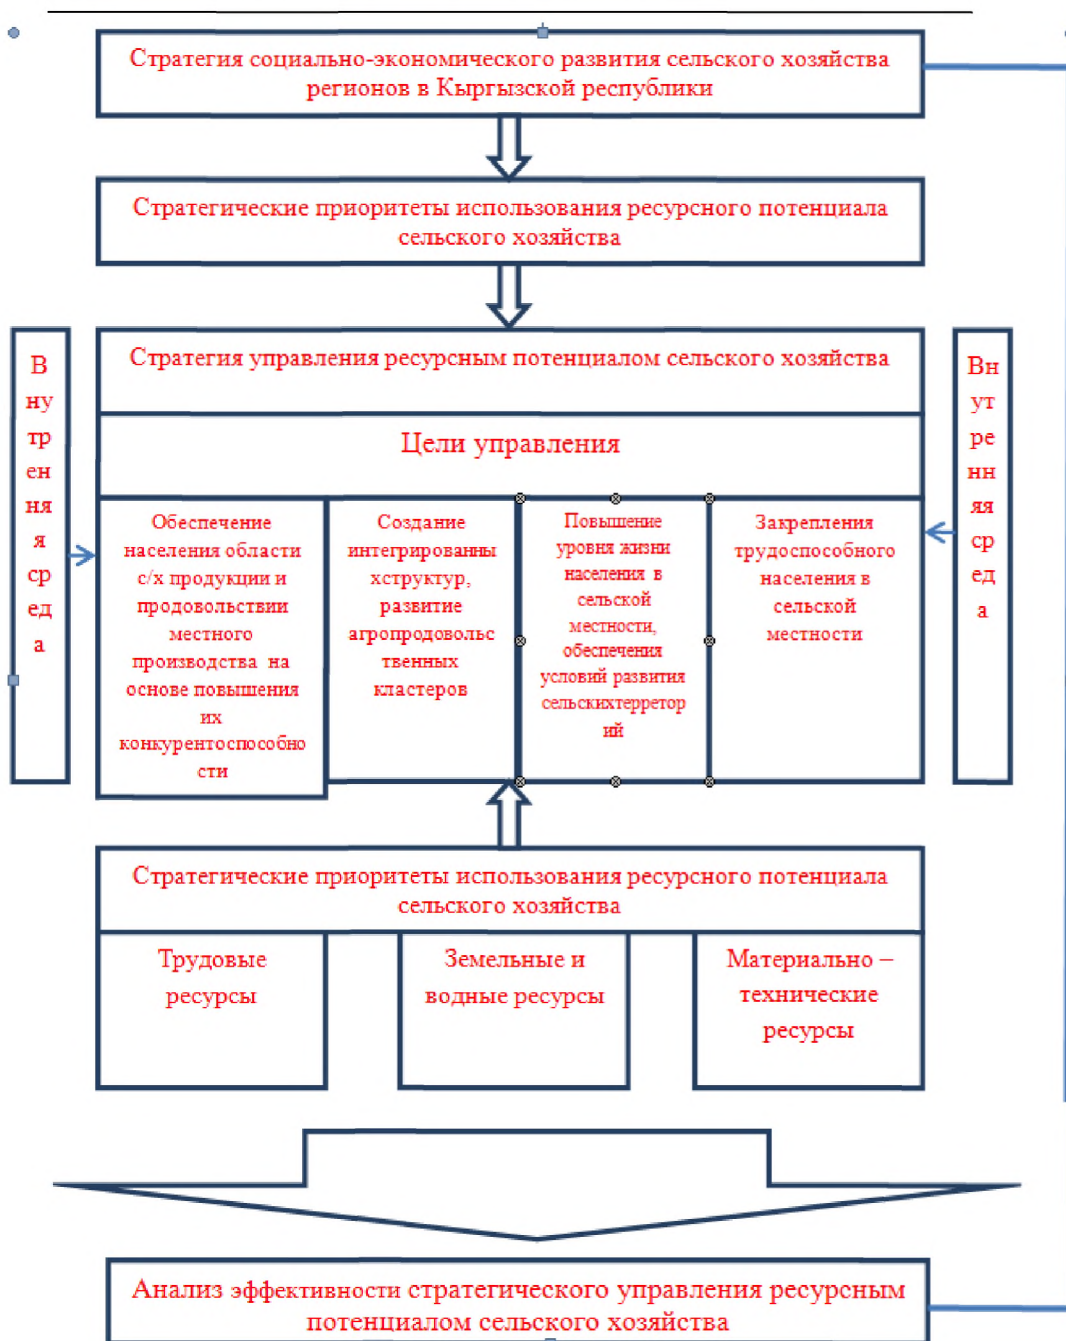 Стратегия социально-экономического развития сельского хозяйства
регионов в Кыргызской республики
Стратегические приоритеты использования ресурсного потенциала
сельского хозяйства
В
ну
тр
ен
ня
я
ср
ед
а
Стратегия управления ресурсным потенциалом сельского хозяйства
Цели управления
Обеспечение
населения области
с/х продукции и
продовольствии
местного
производства на
основе повышения
их
конкурентоспособно
сти
Создание
интегрированны
хструктур,
развитие
агропродовольс
твенных
кластеров
Повышение
уровня жизни
населения в
сельской
местности,
обеспечения
условий развития
сельскихтерретор
ий
Закрепления
трудоспособного
населения в
сельской
местности
Вн
ут
ре
нн
яя
ср
ед
а
Стратегические приоритеты использования ресурсного потенциала
сельского хозяйства
Трудовые
ресурсы
Земельные и
водные ресурсы
Материально –
технические
ресурсы
Анализ эффективности стратегического управления ресурсным
потенциалом сельского хозяйства